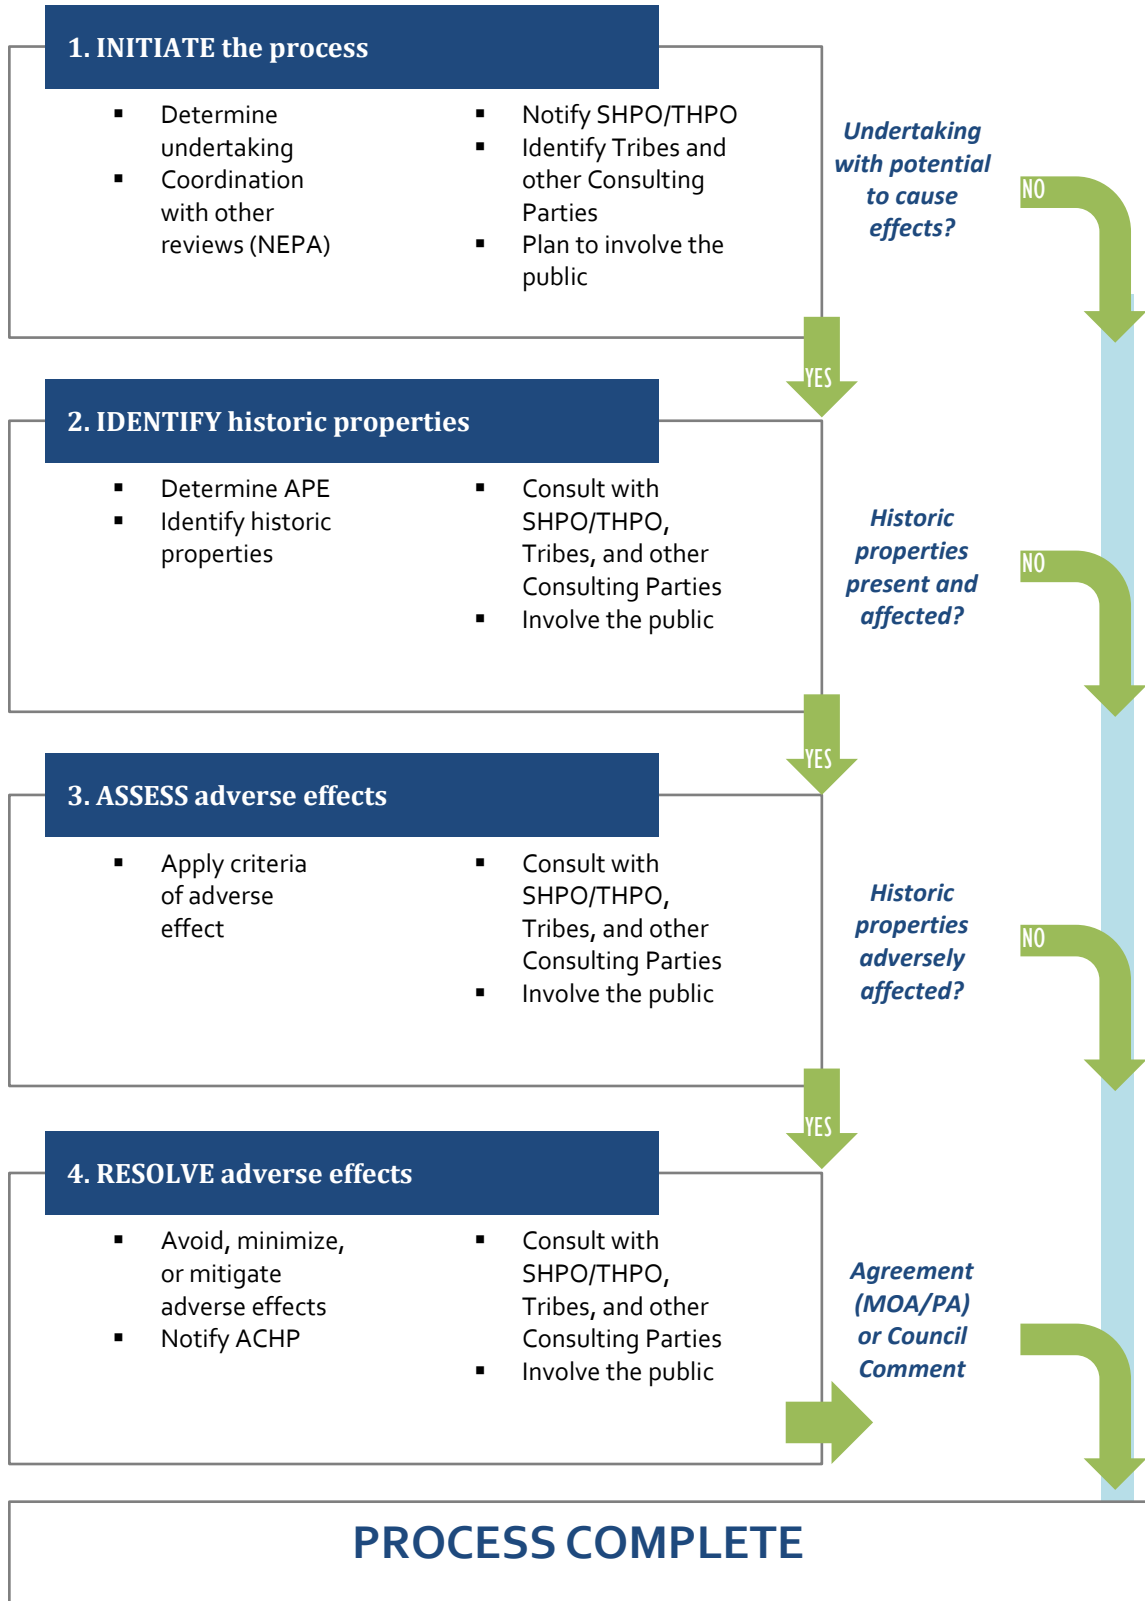 1. INITIATE the process
▪ Determine
undertaking
▪ Coordination
with other
reviews (NEPA)
▪ Notify SHPO/THPO
▪ Identify Tribes and
other Consulting
Parties
▪ Plan to involve the
public
Undertaking
with potential
to cause
effects?
NO
YES
2. IDENTIFY historic properties
▪ Determine APE
▪ Identify historic
properties
▪ Consult with
SHPO/THPO,
Tribes, and other
Consulting Parties
▪ Involve the public
Historic
properties
present and
affected?
NO
YES
3. ASSESS adverse effects
▪ Apply criteria
of adverse
effect
▪ Consult with
SHPO/THPO,
Tribes, and other
Consulting Parties
▪ Involve the public
Historic
properties
adversely
affected?
NO
YES
4. RESOLVE adverse effects
▪ Avoid, minimize,
or mitigate
adverse effects
▪ Notify ACHP
▪ Consult with
SHPO/THPO,
Tribes, and other
Consulting Parties
▪ Involve the public
Agreement
(MOA/PA)
or Council
Comment
PROCESS COMPLETE